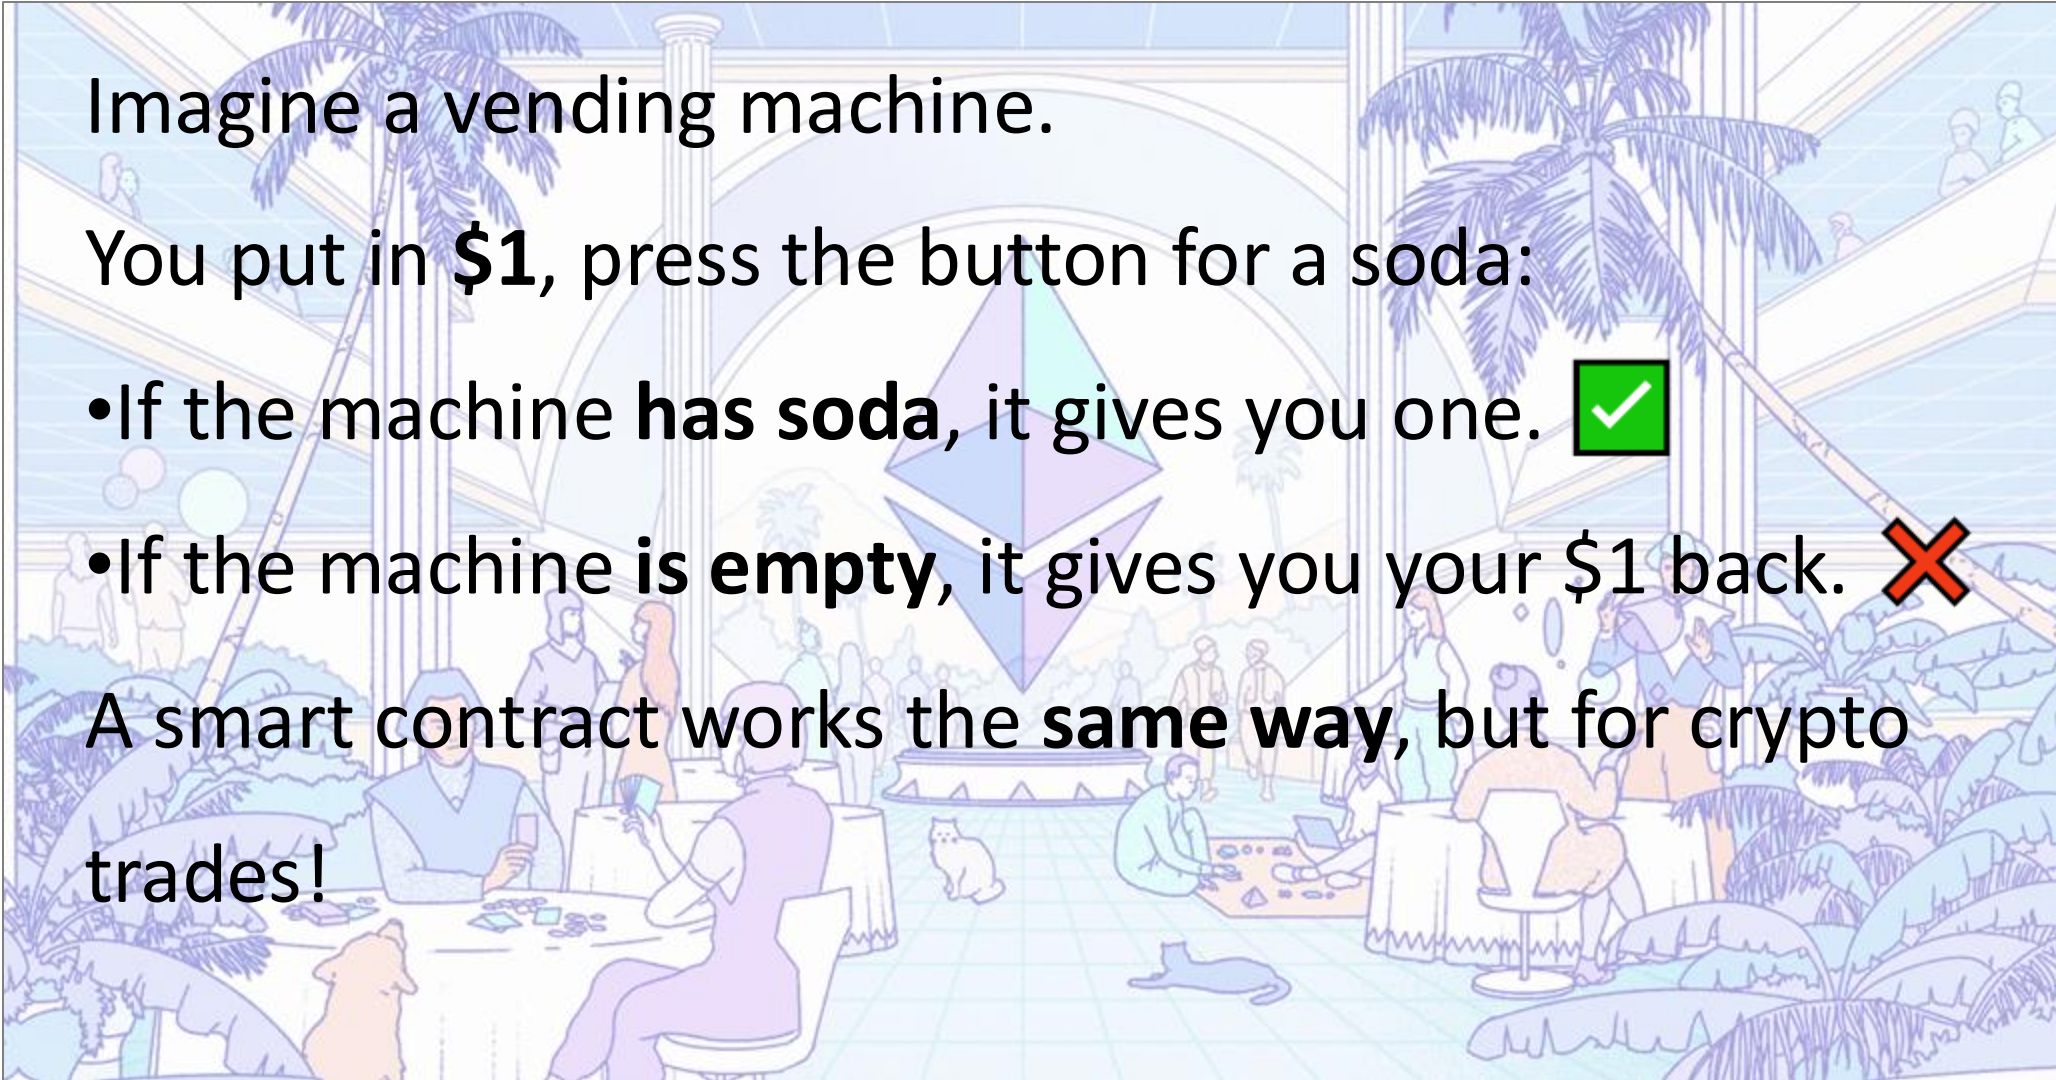 Imagine a vending machine.
You put in $1, press the button for a soda:
•If the machine has soda, it gives you one. ✅
•If the machine is empty, it gives you your $1 back. ❌
A smart contract works the same way, but for crypto
trades!